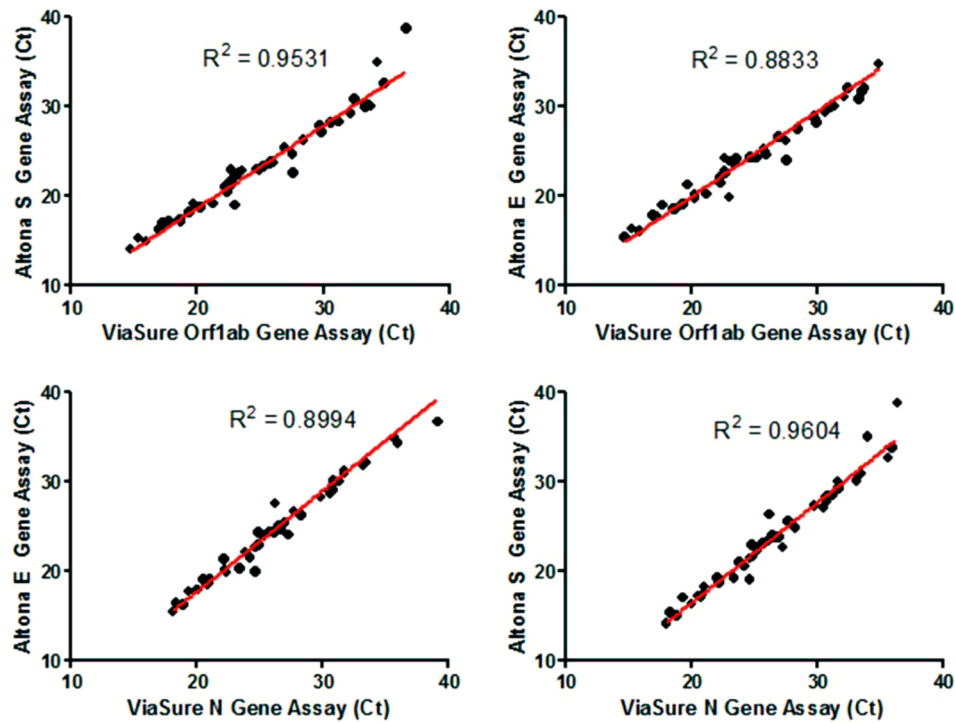 40
30
20
10
Altona S Gene Assay (Ct)
R² = 0.9531
10 20 30 40
ViaSure Orf1ab Gene Assay (Ct)
40
30
20
10
Altona E Gene Assay (Ct)
R² = 0.8833
10 20 30 40
ViaSure Orf1ab Gene Assay (Ct)
40
30
20
10
Altona E Gene Assay (Ct)
R² = 0.8994
10 20 30 40
ViaSure N Gene Assay (Ct)
40
30
20
10
Altona S Gene Assay (Ct)
R² = 0.9604
10 20 30 40
ViaSure N Gene Assay (Ct)